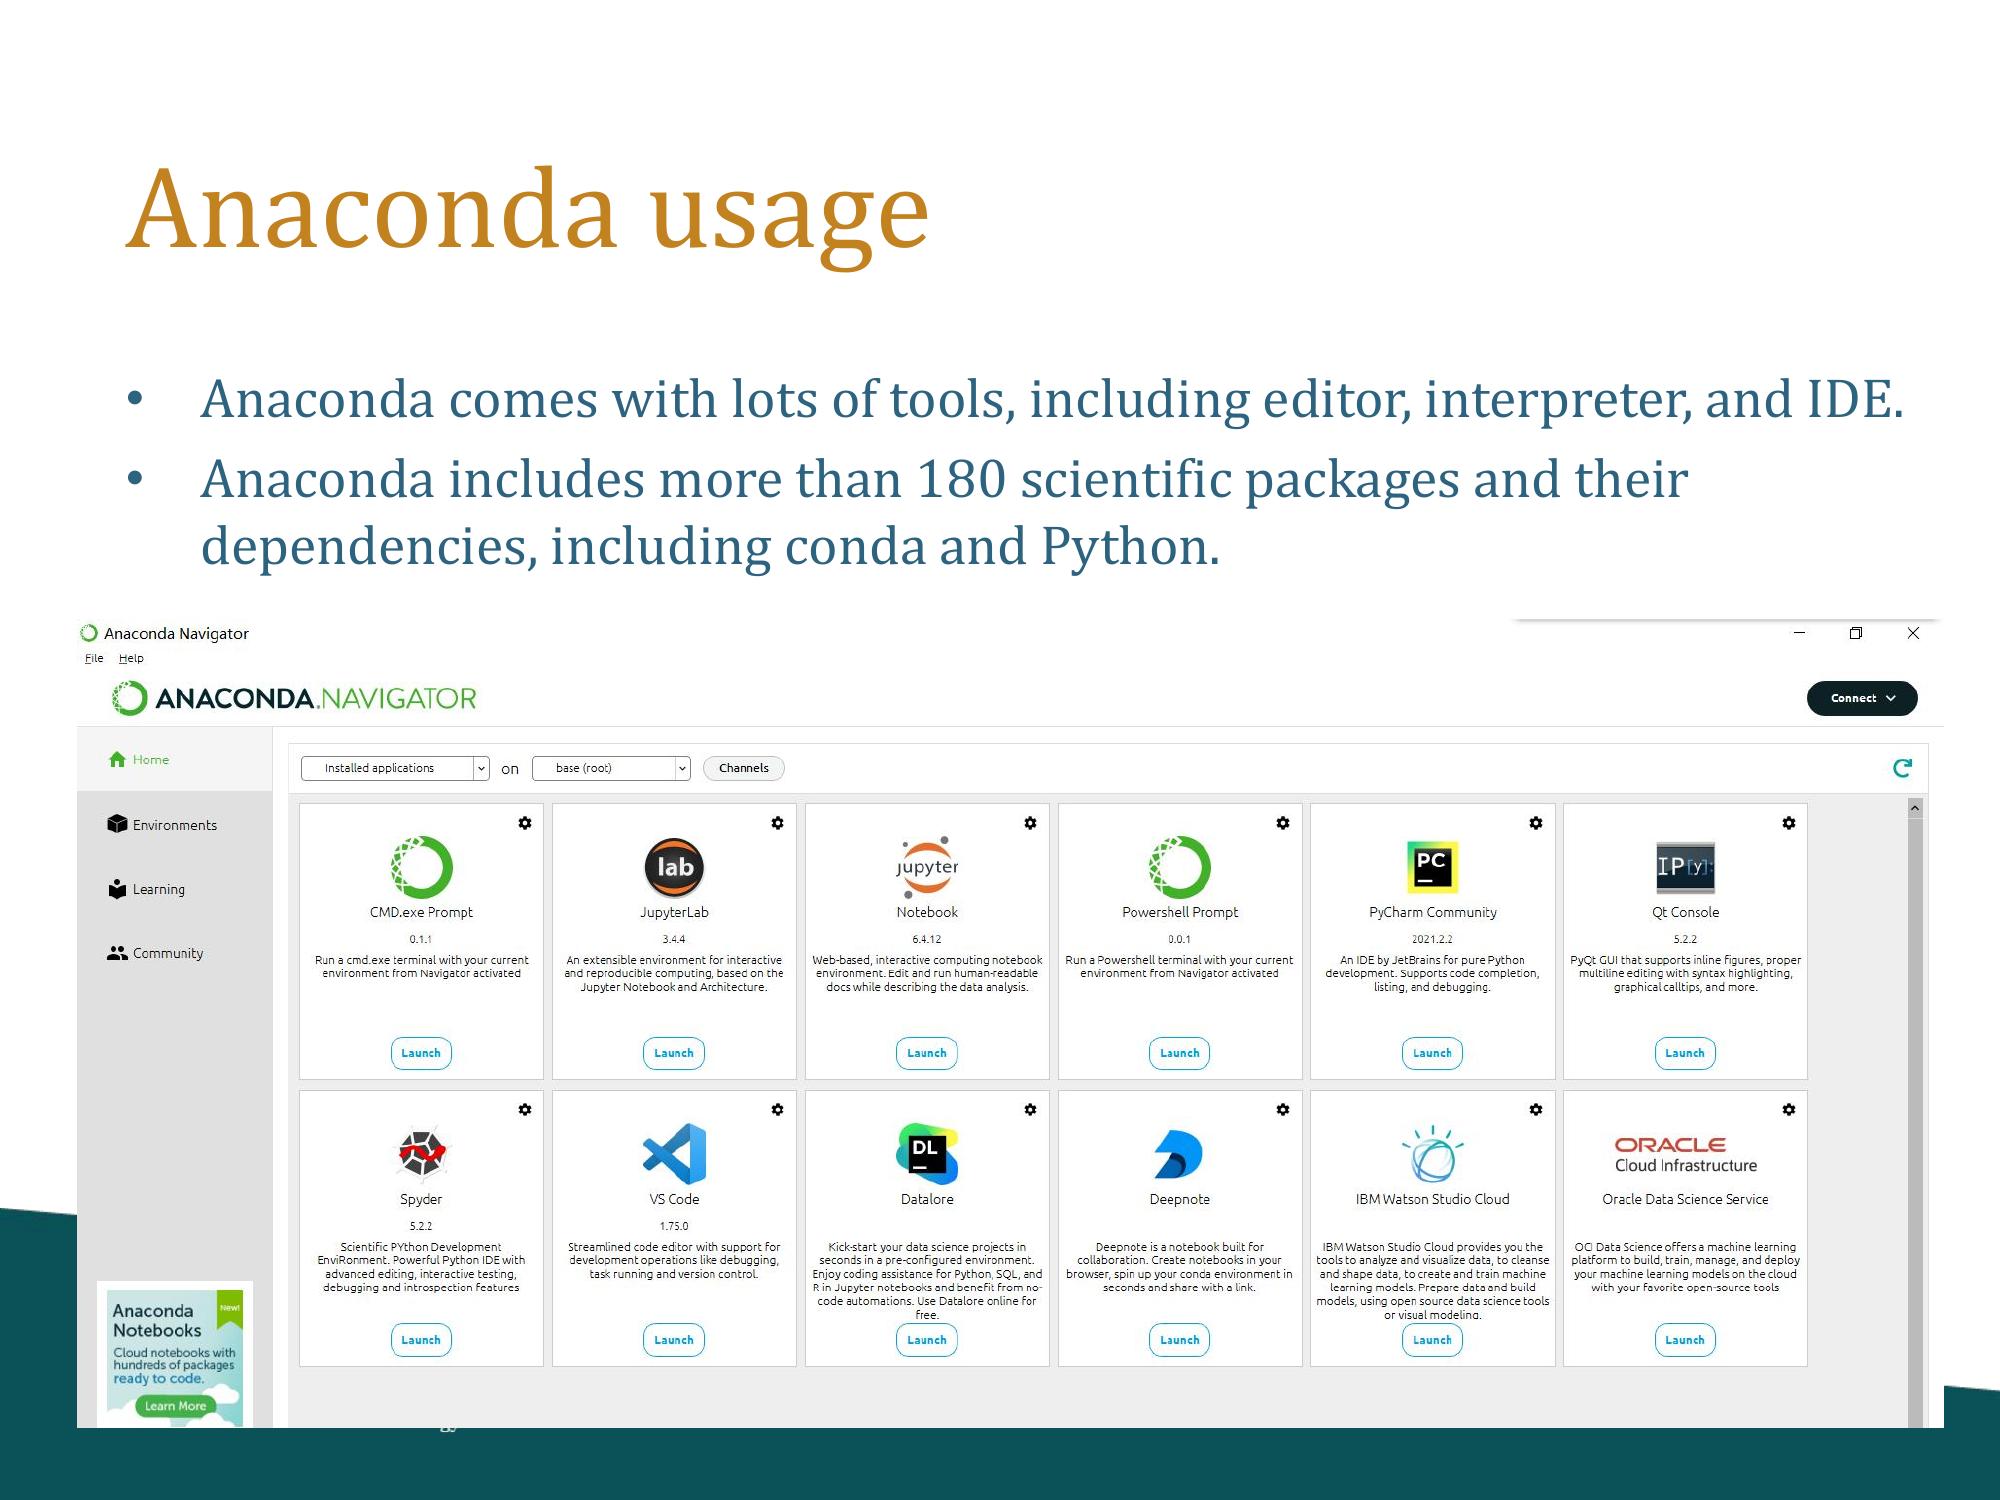 Anaconda usage
• Anaconda comes with lots of tools, including editor, interpreter, and IDE.
• Anaconda includes more than 180 scientific packages and their
dependencies, including conda and Python.
Anaconda Navigator
File Help
ANACONDA.NAVIGATOR
Connect
Home
Environments
Learning
Community
Installed applications on base (root) Channels
CMD.exe Prompt
0.1.1
Run a cmd.exe terminal with your current
environment from Navigator activated
Launch
lab
JupyterLab
3.4.4
An extensible environment for interactive
and reproducible computing, based on the
Jupyter Notebook and Architecture.
Launch
jupyter
Notebook
6.4.12
Web-based, interactive computing notebook
environment. Edit and run human-readable
docs while describing the data analysis.
Launch
Powershell Prompt
0.0.1
Run a Powershell terminal with your current
environment from Navigator activated
Launch
PC
PyCharm Community
2021.2.2
An IDE by JetBrains for pure Python
development. Supports code completion,
listing, and debugging.
Launch
IP[y]:
Qt Console
5.2.2
PyQt GUI that supports inline figures, proper
multiline editing with syntax highlighting,
graphical calltips, and more.
Launch
Spyder
5.2.2
Scientific PYthon Development
EnviRonment. Powerful Python IDE with
advanced editing, interactive testing,
debugging and introspection features
Launch
VS Code
1.75.0
Streamlined code editor with support for
development operations like debugging,
task running and version control.
Launch
DL
Datalore
Kick-start your data science projects in
seconds in a pre-configured environment.
Enjoy coding assistance for Python, SQL, and
R in Jupyter notebooks and benefit from no-
code automations. Use Datalore online for
free.
Launch
Deepnote
Deepnote is a notebook built for
collaboration. Create notebooks in your
browser, spin up your conda environment in
seconds and share with a link.
Launch
IBM Watson Studio Cloud
IBM Watson Studio Cloud provides you the
tools to analyze and visualize data, to cleanse
and shape data, to create and train machine
learning models. Prepare data and build
models, using open source data science tools
or visual modeling.
Launch
ORACLE
Cloud Infrastructure
Oracle Data Science Service
OCI Data Science offers a machine learning
platform to build, train, manage, and deploy
your machine learning models on the cloud
with your favorite open-source tools
Launch
Anaconda
Notebooks
New!
Cloud notebooks with
hundreds of packages
ready to code.
Learn More